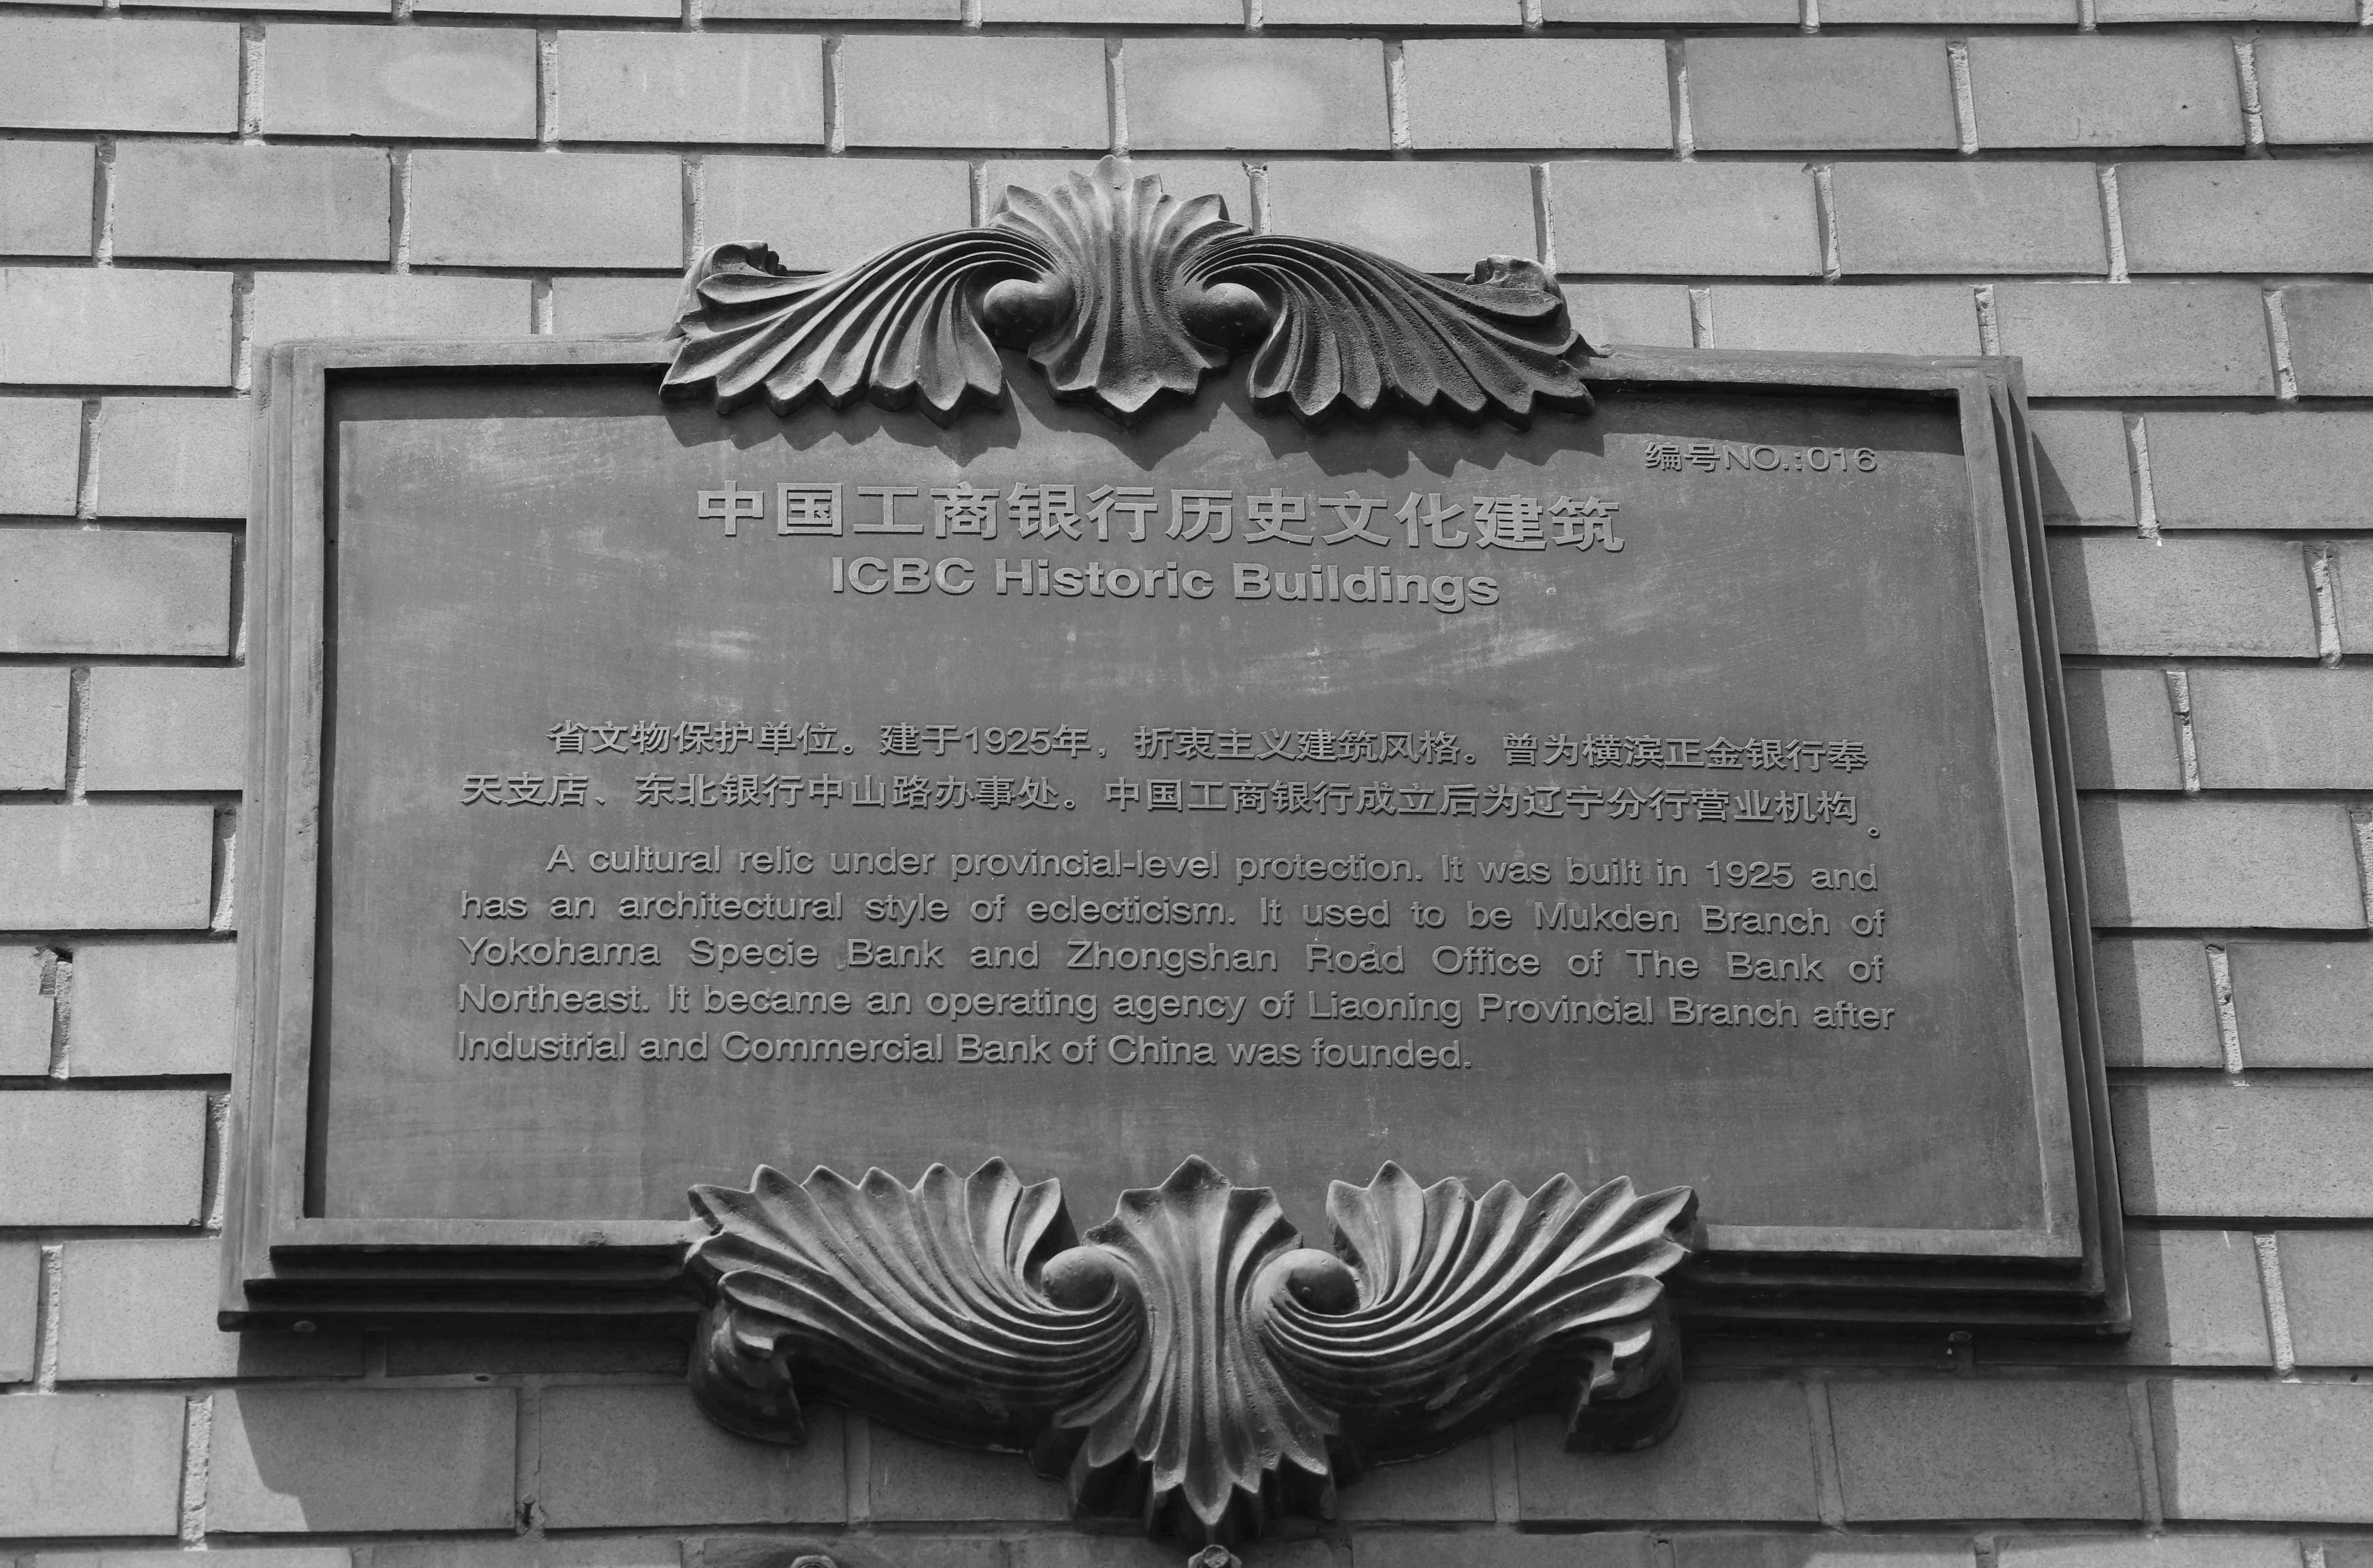 编号NO.:016
中国工商银行历史文化建筑
ICBC Historic Buildings
省文物保护单位。建于1925年，折衷主义建筑风格。曾为横滨正金银行奉
天支店、东北银行中山路办事处。中国工商银行成立后为辽宁分行营业机构。
A cultural relic under provincial-level protection. It was built in 1925 and
has an architectural style of eclecticism. It used to be Mukden Branch of
Yokohama Specie Bank and Zhongshan Road Office of The Bank of
Northeast. It became an operating agency of Liaoning Provincial Branch after
Industrial and Commercial Bank of China was founded.